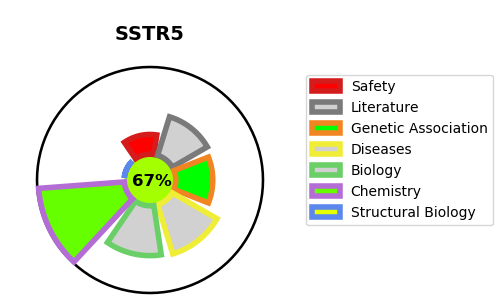 SSTR5
67%
Safety
Literature
Genetic Association
Diseases
Biology
Chemistry
Structural Biology